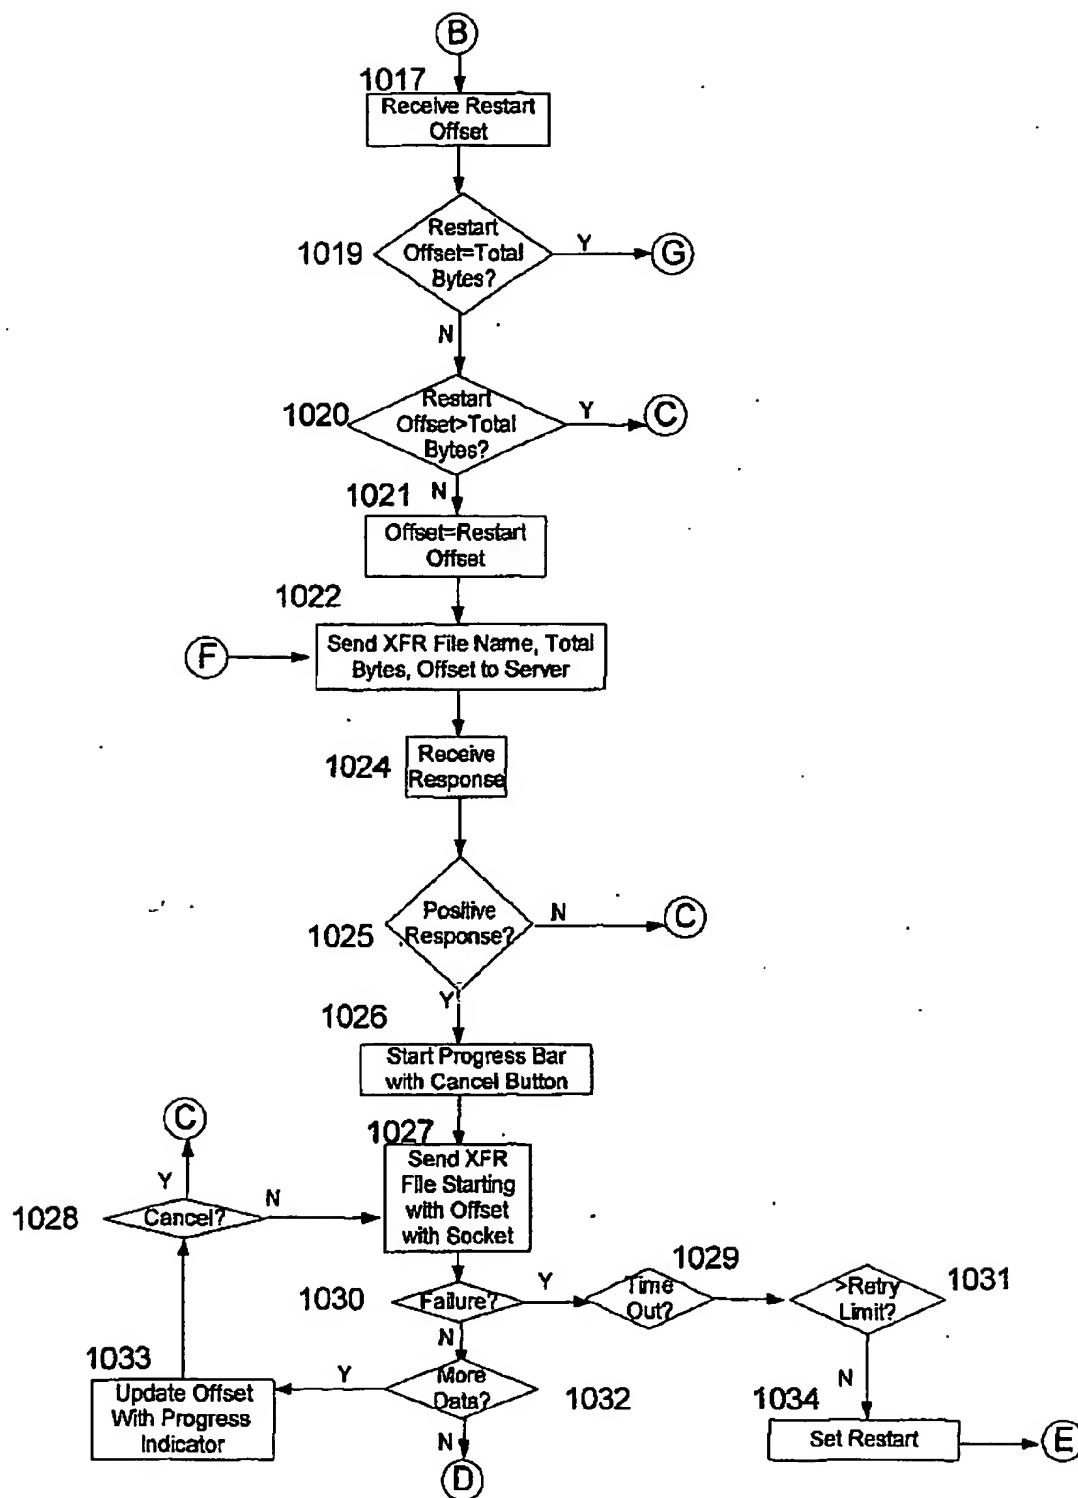 B
1017
Receive Restart
Offset
1019
Restart
Offset=Total
Bytes?
Y
G
N
1020
Restart
Offset>Total
Bytes?
Y
C
N
1021
Offset=Restart
Offset
1022
F
Send XFR File Name, Total
Bytes, Offset to Server
1024
Receive
Response
1025
Positive
Response?
N
C
Y
1026
Start Progress Bar
with Cancel Button
1027
Send XFR
File Starting
with Offset
with Socket
C
Y
1028
Cancel?
N
1030
Failure?
Y
1029
Time
Out?
1031
>Retry
Limit?
N
N
1032
More
Data?
Y
1033
Update Offset
With Progress
Indicator
N
D
1034
Set Restart
E